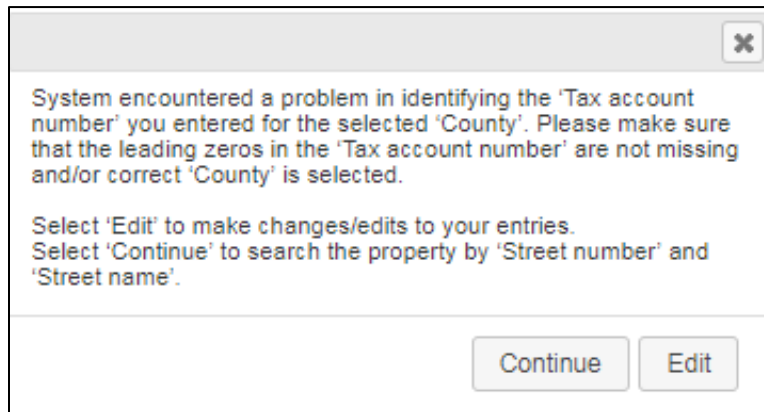 System encountered a problem in identifying the ‘Tax account
number’ you entered for the selected ‘County’. Please make sure
that the leading zeros in the ‘Tax account number’ are not missing
and/or correct ‘County’ is selected.
Select ‘Edit’ to make changes/edits to your entries.
Select ‘Continue’ to search the property by ‘Street number’ and
‘Street name’.
Continue Edit